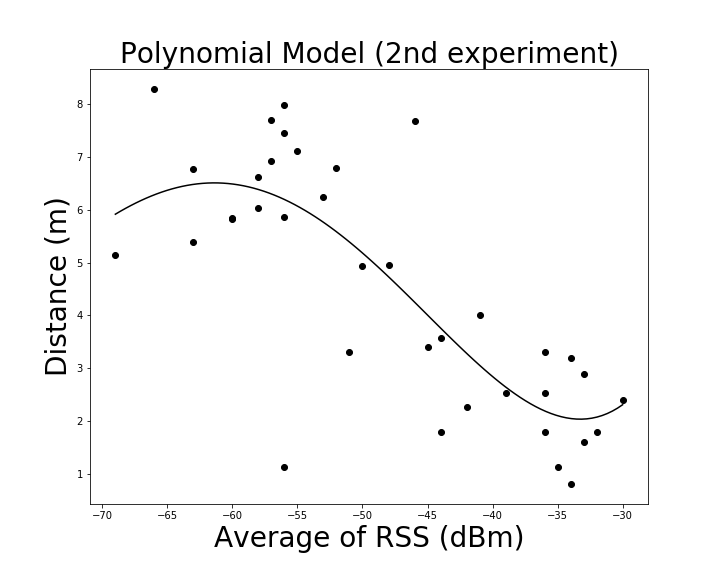 Polynomial Model (2nd experiment)
8
7
6
5
4
3
2
1
Distance (m)
−70 −65 −60 −55 −50 −45 −40 −35 −30
Average of RSS (dBm)